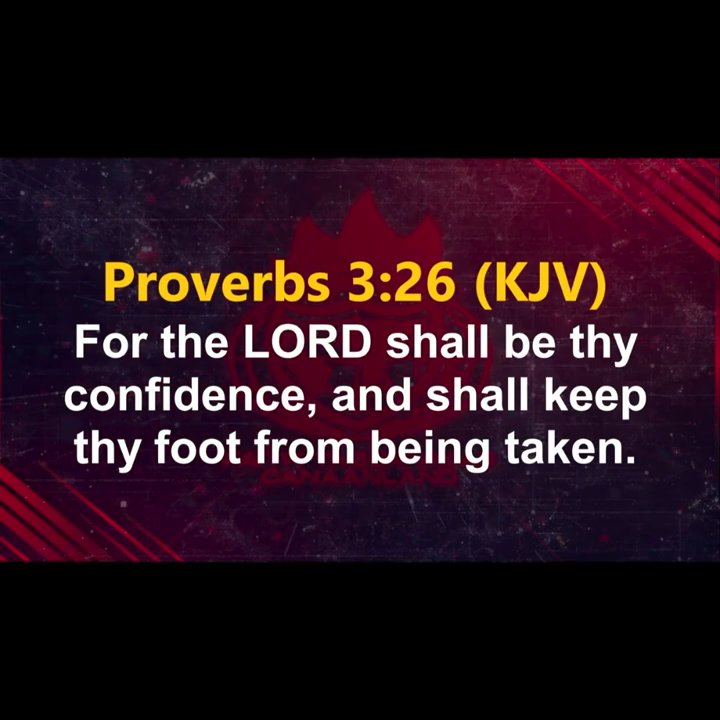 Proverbs 3:26 (KJV)
For the LORD shall be thy
confidence, and shall keep
thy foot from being taken.